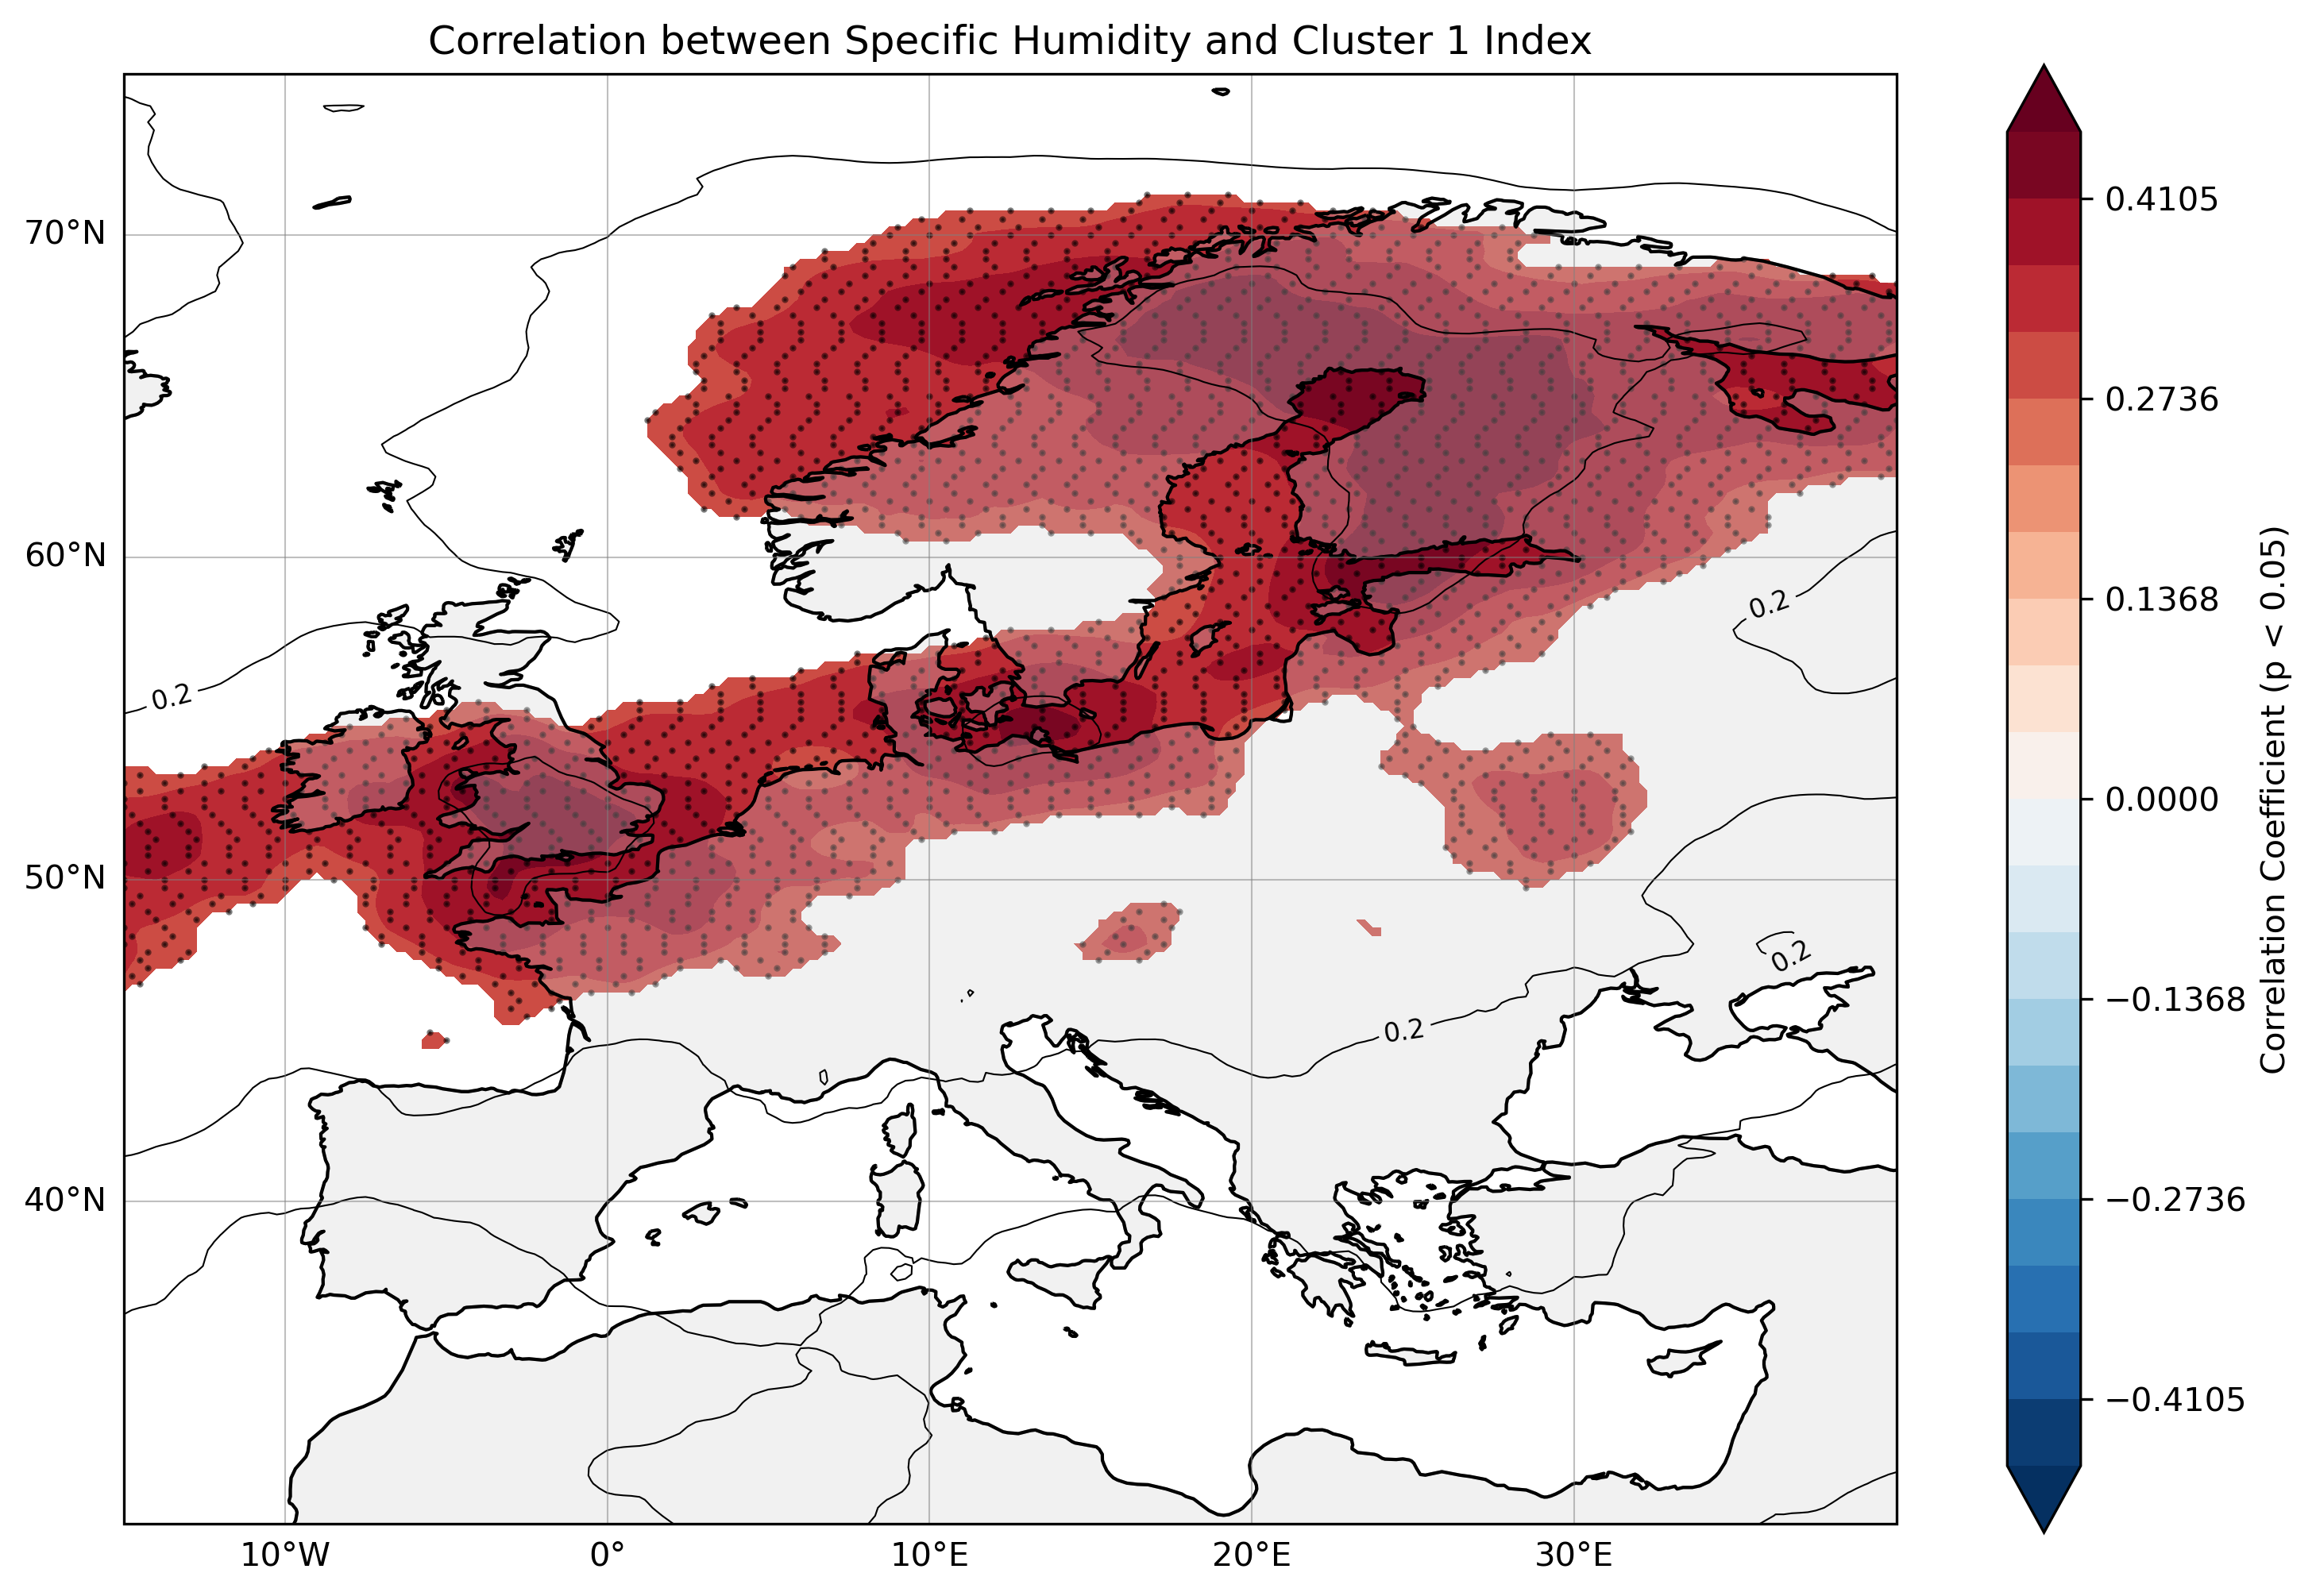 Correlation between Specific Humidity and Cluster 1 Index
70°N
60°N
50°N
40°N
10°W
0°
10°E
20°E
30°E
0.2
0.2
0.2
0.2
0.4105
0.2736
0.1368
0.0000
−0.1368
−0.2736
−0.4105
Correlation Coefficient (p < 0.05)